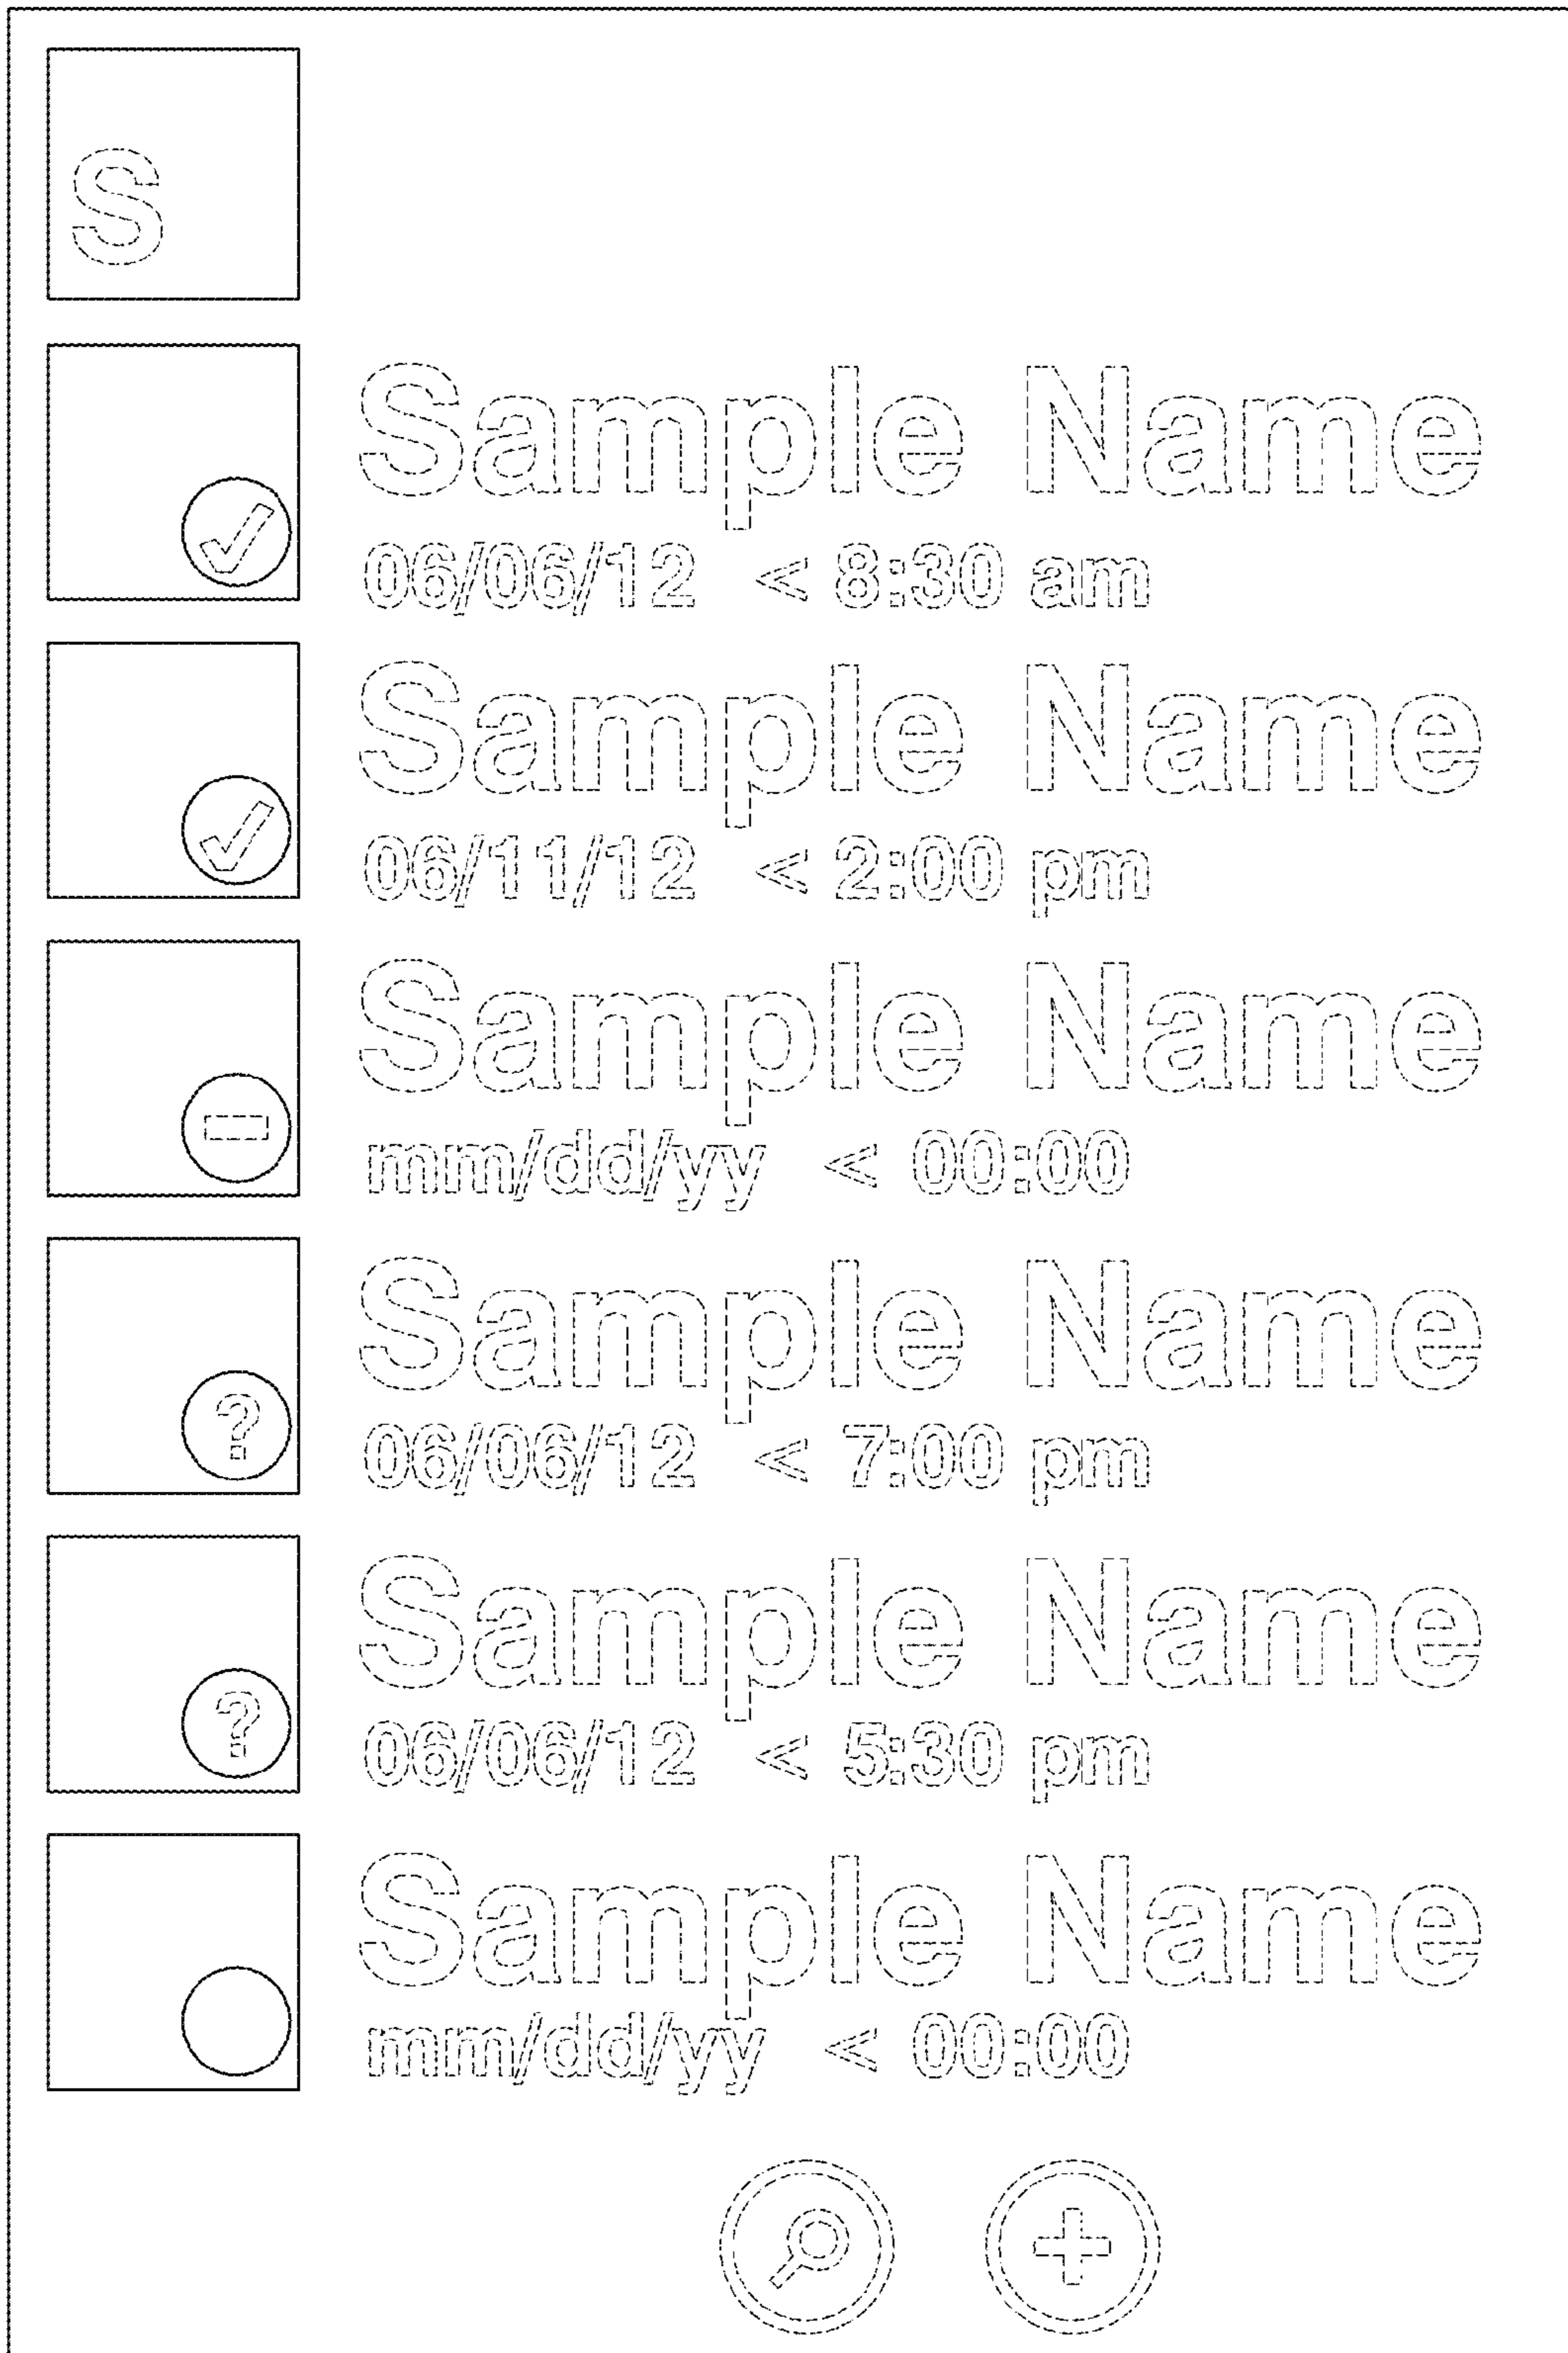 S
Sample Name
06/06/12 < 8:30 am
Sample Name
06/11/12 < 2:00 pm
Sample Name
mm/dd/yy < 00:00
?
Sample Name
06/06/12 < 7:00 pm
?
Sample Name
06/06/12 < 5:30 pm
Sample Name
mm/dd/yy < 00:00